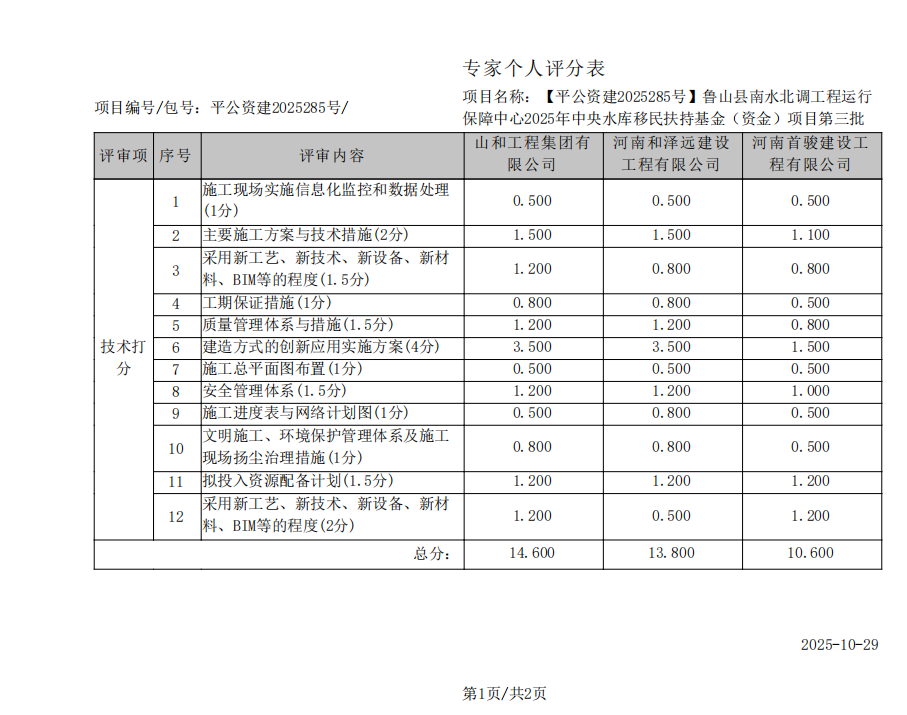 专家个人评分表
项目编号/包号：平公资建2025285号/
项目名称：【平公资建2025285号】鲁山县南水北调工程运行
保障中心2025年中央水库移民扶持基金（资金）项目第三批
评审项 序号 评审内容 山和工程集团有 河南和泽远建设 河南首骏建设工
限公司 工程有限公司 程有限公司
技术打
分
1 施工现场实施信息化监控和数据处理 0.500 0.500 0.500
(1分)
2 主要施工方案与技术措施(2分) 1.500 1.500 1.100
3 采用新工艺、新技术、新设备、新材 1.200 0.800 0.800
料、BIM等的程度(1.5分)
4 工期保证措施(1分) 0.800 0.800 0.500
5 质量管理体系与措施(1.5分) 1.200 1.200 0.800
6 建造方式的创新应用实施方案(4分) 3.500 3.500 1.500
7 施工总平面图布置(1分) 0.500 0.500 0.500
8 安全管理体系(1.5分) 1.200 1.200 1.000
9 施工进度表与网络计划图(1分) 0.500 0.800 0.500
10 文明施工、环境保护管理体系及施工 0.800 0.800 0.500
现场扬尘治理措施(1分)
11 拟投入资源配备计划(1.5分) 1.200 1.200 1.200
12 采用新工艺、新技术、新设备、新材 1.200 0.500 1.200
料、BIM等的程度(2分)
总分： 14.600 13.800 10.600
2025-10-29
第1页/共2页